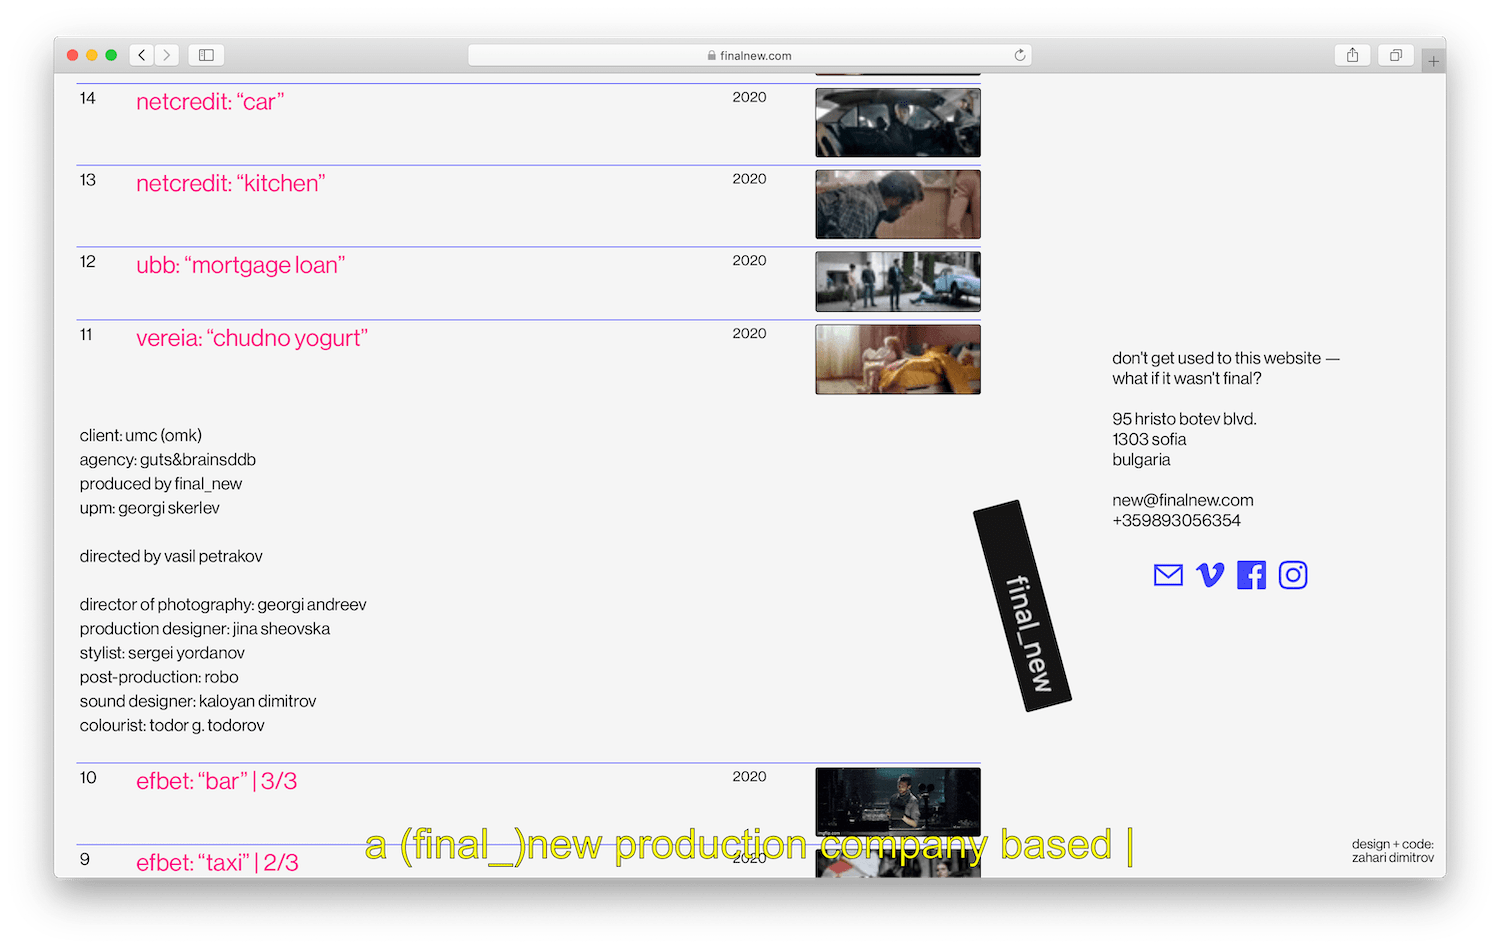 finalnew.com
14 netcredit: “car” 2020
13 netcredit: “kitchen” 2020
12 ubb: “mortgage loan” 2020
11 vereia: “chudno yogurt” 2020
client: umc (omk)
agency: guts&brainsddb
produced by final_new
upm: georgi skerlev
directed by vasil petrakov
director of photography: georgi andreev
production designer: jina sheovska
stylist: sergei yordanov
post-production: robo
sound designer: kaloyan dimitrov
colourist: todor g. todorov
10 efbet: “bar” | 3/3 2020
9 efbet: “taxi” | 2/3 2020
a (final_)new production company based |
final_new
don't get used to this website —
what if it wasn't final?
95 hristo botev blvd.
1303 sofia
bulgaria
new@finalnew.com
+359893056354
design + code:
zahari dimitrov